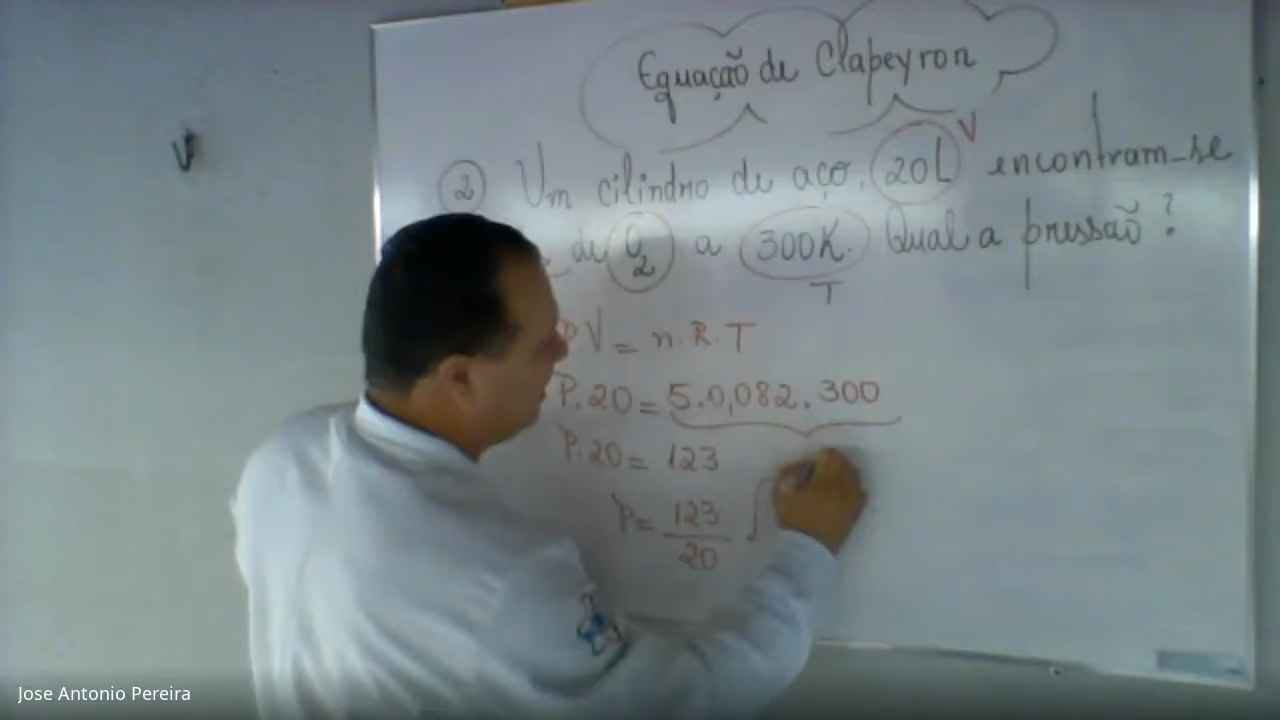 Equação de Clapeyron
V
② Um cilindro de aço, 20L encontram-se
de O₂ a 300K. Qual a pressão?
T
V
PV = n.R.T
P.20 = 5.0,082.300
P.20 = 123
P = 123/20
Jose Antonio Pereira